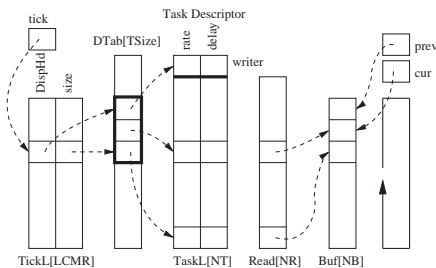 tick
Task Descriptor
DTab[TSize]
rate
delay
writer
prev
cur
DispHd
size
TickL[LCMR]
TaskL[NT]
Read[NR]
Buf[NB]